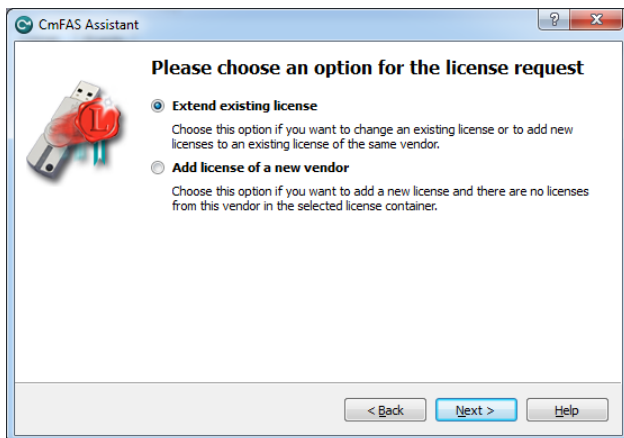 CmFAS Assistant
Please choose an option for the license request
Extend existing license
Choose this option if you want to change an existing license or to add new
licenses to an existing license of the same vendor.
Add license of a new vendor
Choose this option if you want to add a new license and there are no licenses
from this vendor in the selected license container.
L
< Back
Next >
Help